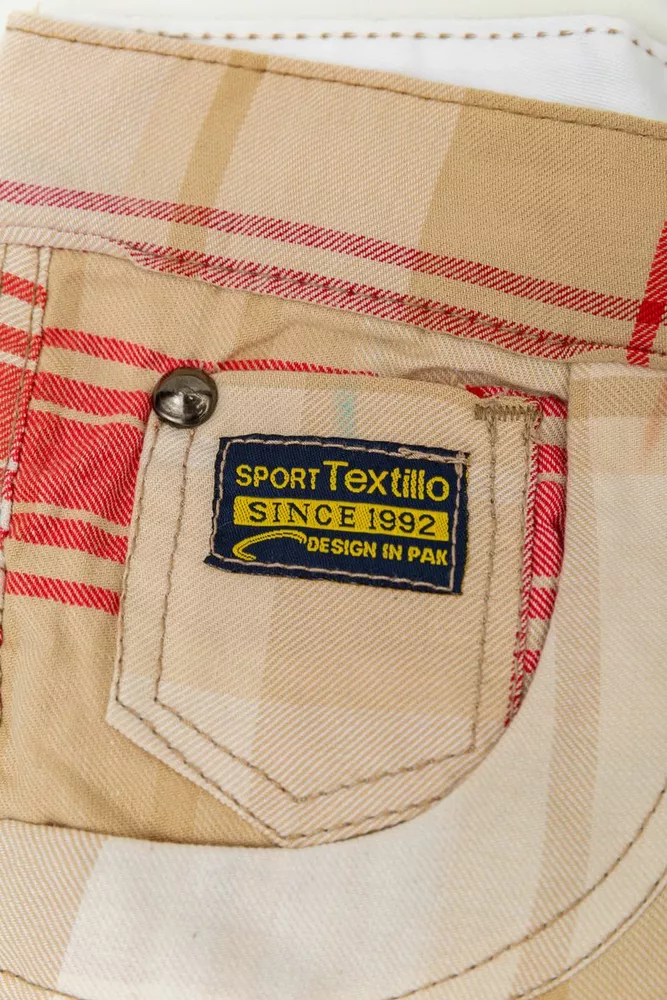 SPORT Textillo
SINCE 1992
DESIGN IN PAK